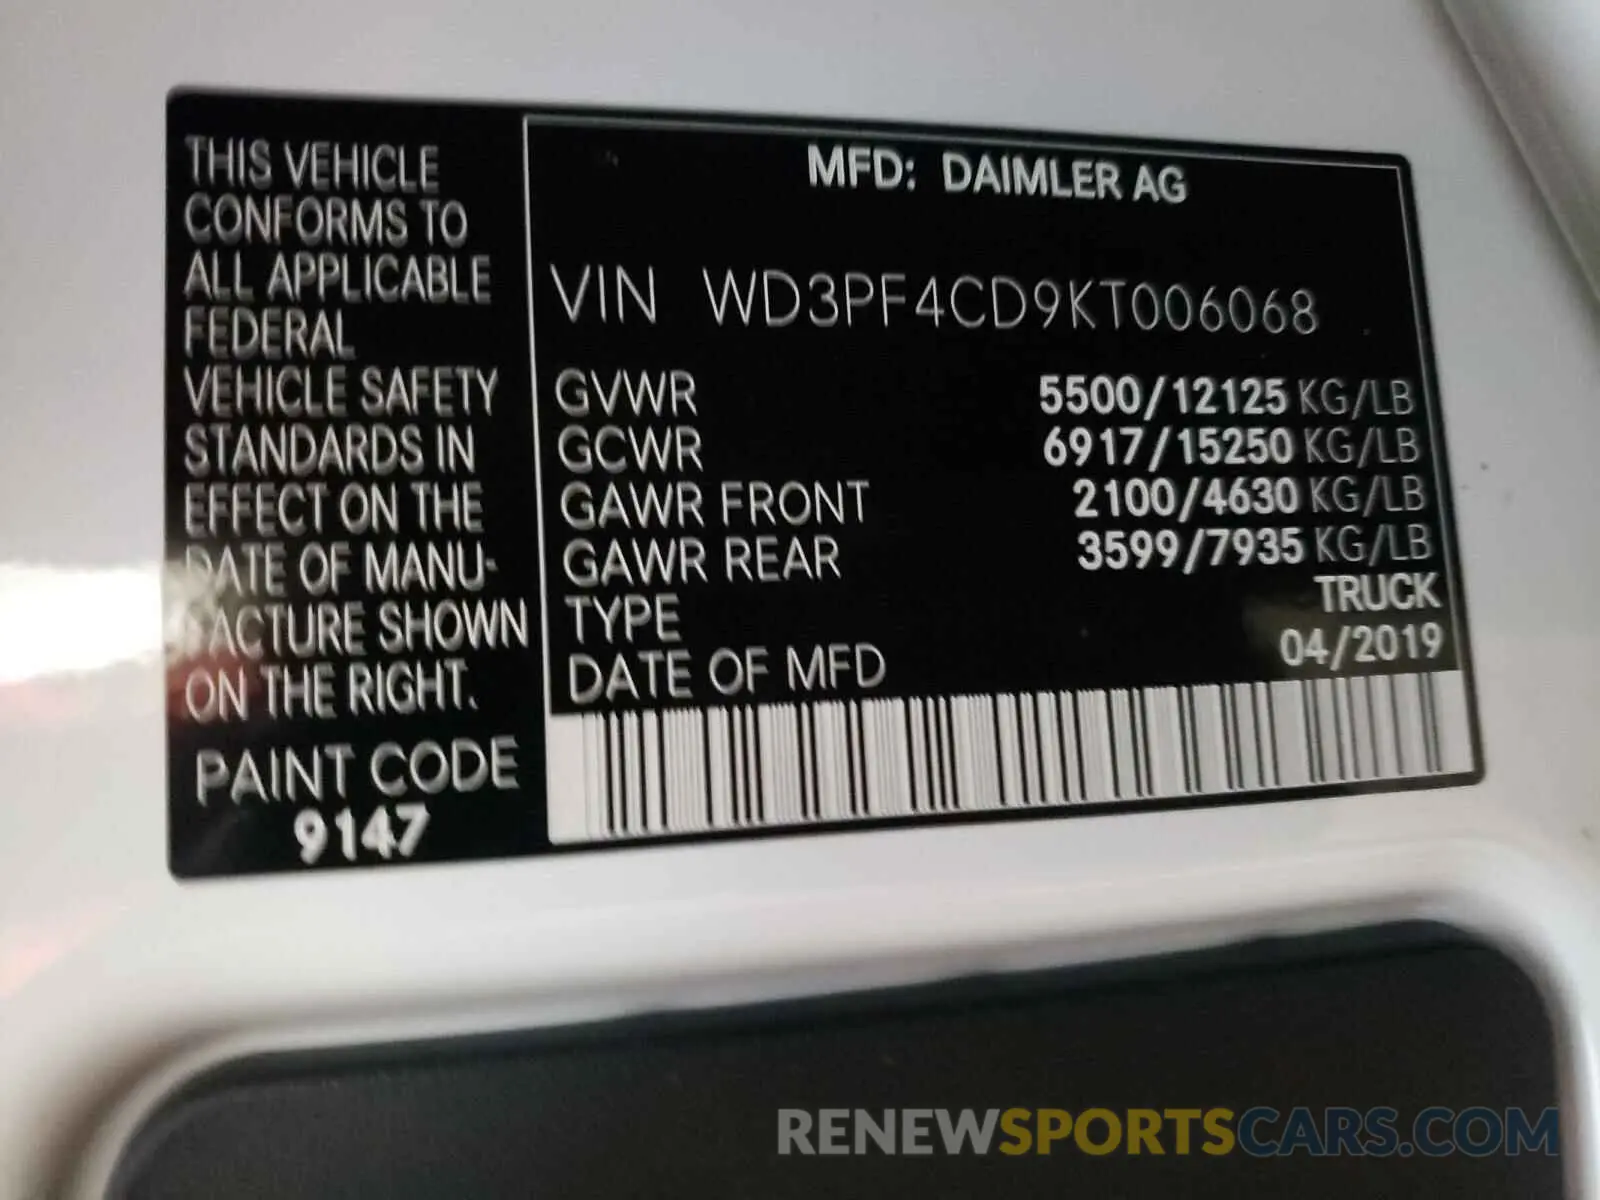 THIS VEHICLE
CONFORMS TO
ALL APPLICABLE
FEDERAL
VEHICLE SAFETY
STANDARDS IN
EFFECT ON THE
DATE OF MANU-
FACTURE SHOWN
ON THE RIGHT.
PAINT CODE
9147
MFD: DAIMLER AG
VIN WD3PF4CD9KT006068
GVWR 5500/12125 KG/LB
GCWR 6917/15250 KG/LB
GAWR FRONT 2100/4630 KG/LB
GAWR REAR 3599/7935 KG/LB
TYPE TRUCK
DATE OF MFD 04/2019
RENEWSPORTSCARS.COM